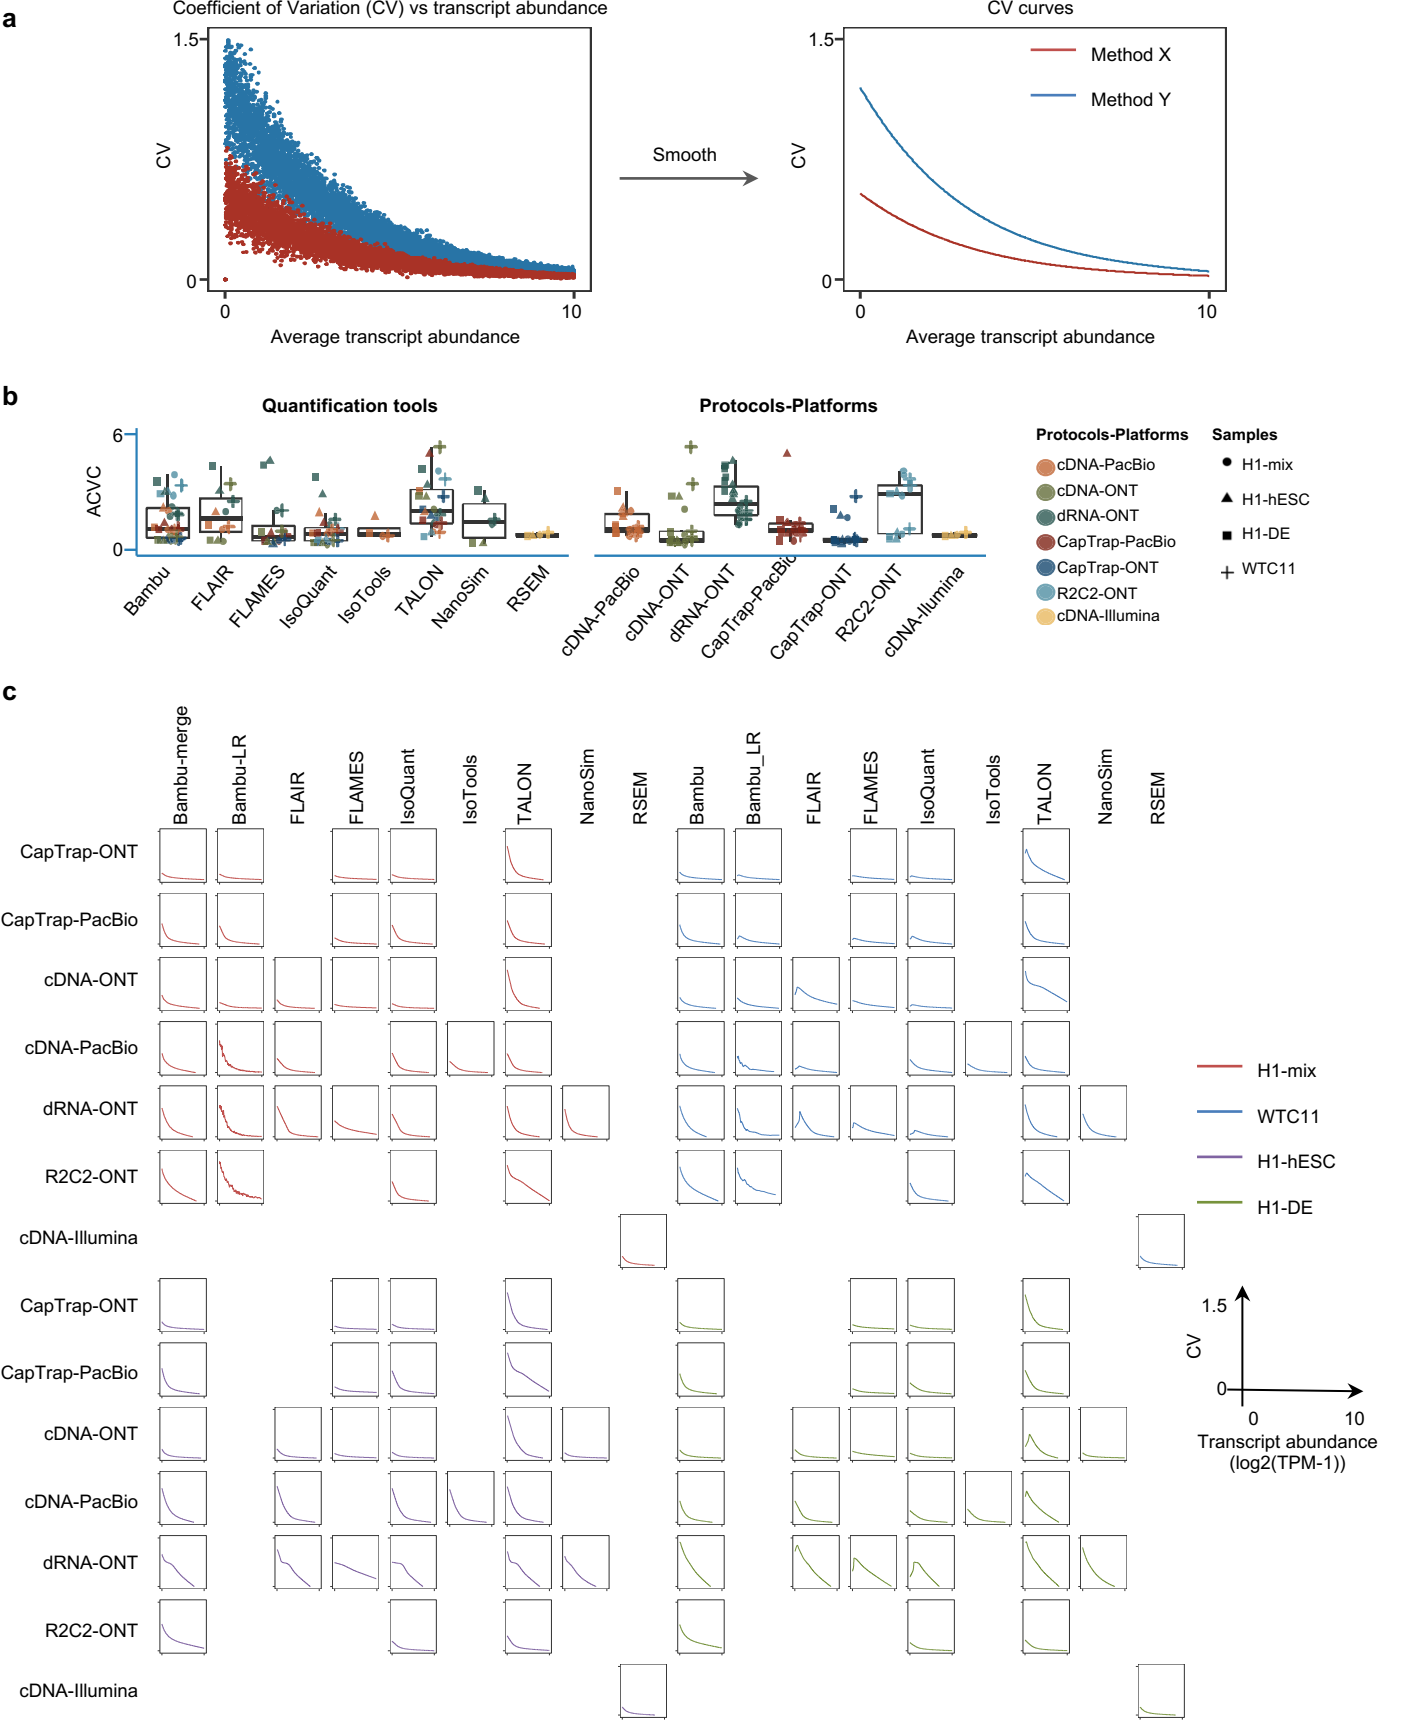 a
Coefficient of Variation (CV) vs transcript abundance
CV curves
1.5
CV
0
0
10
Average transcript abundance
Smooth
1.5
CV
0
0
10
Average transcript abundance
Method X
Method Y
b
Quantification tools
Protocols-Platforms
6
ACVC
0
Bambu
FLAIR
FLAMES
IsoQuant
IsoTools
TALON
NanoSim
RSEM
cDNA-PacBio
cDNA-ONT
dRNA-ONT
CapTrap-PacBio
CapTrap-ONT
R2C2-ONT
cDNA-Ilumina
Protocols-Platforms
cDNA-PacBio
cDNA-ONT
dRNA-ONT
CapTrap-PacBio
CapTrap-ONT
R2C2-ONT
cDNA-Illumina
Samples
H1-mix
H1-hESC
H1-DE
WTC11
c
Bambu-merge
Bambu-LR
FLAIR
FLAMES
IsoQuant
IsoTools
TALON
NanoSim
RSEM
Bambu
Bambu_LR
FLAIR
FLAMES
IsoQuant
IsoTools
TALON
NanoSim
RSEM
CapTrap-ONT
CapTrap-PacBio
cDNA-ONT
cDNA-PacBio
dRNA-ONT
R2C2-ONT
cDNA-Illumina
CapTrap-ONT
CapTrap-PacBio
cDNA-ONT
cDNA-PacBio
dRNA-ONT
R2C2-ONT
cDNA-Illumina
H1-mix
WTC11
H1-hESC
H1-DE
1.5
CV
0
0
10
Transcript abundance
(log2(TPM-1))